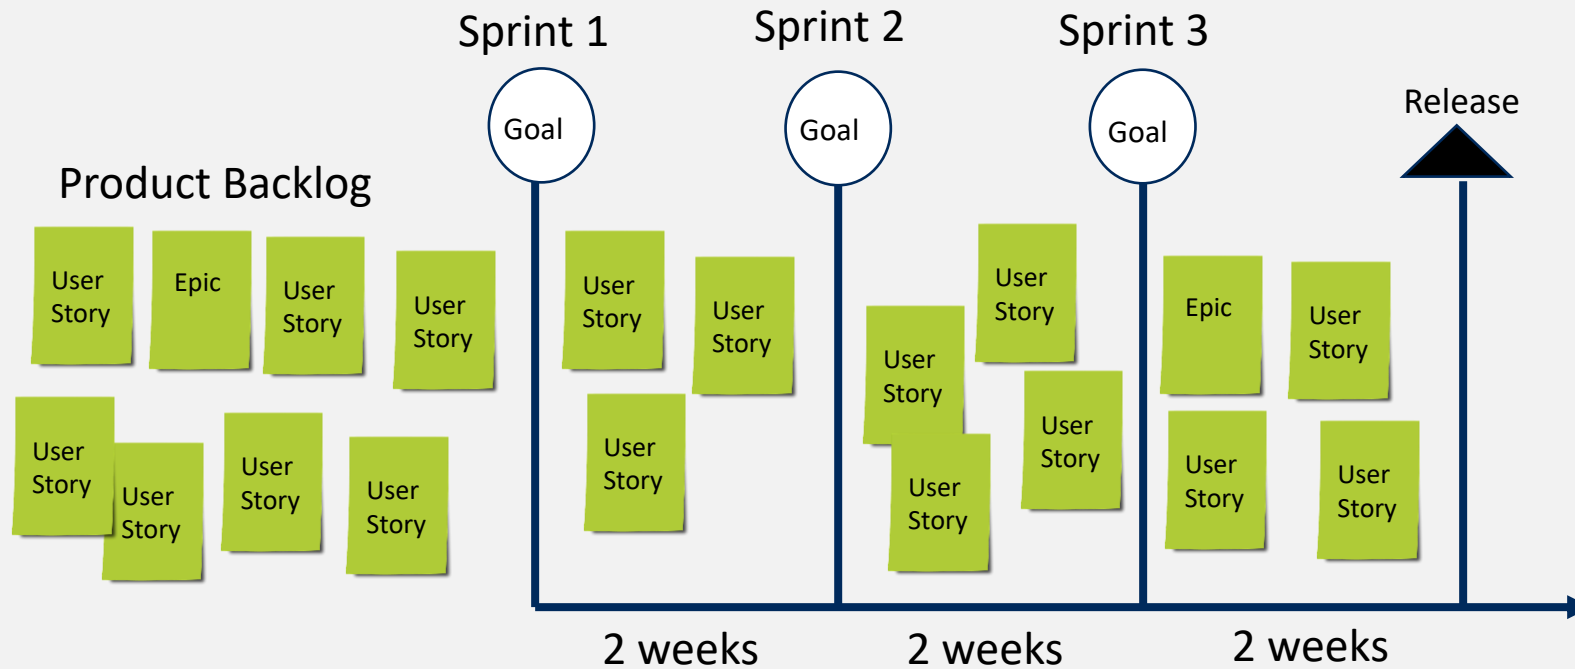 Sprint 1
Sprint 2
Sprint 3
Goal
Goal
Goal
Release
Product Backlog
User
Story
Epic
User
Story
User
Story
User
Story
User
Story
User
Story
User
Story
User
Story
User
Story
User
Story
User
Story
User
Story
User
Story
User
Story
Epic
User
Story
User
Story
User
Story
2 weeks
2 weeks
2 weeks